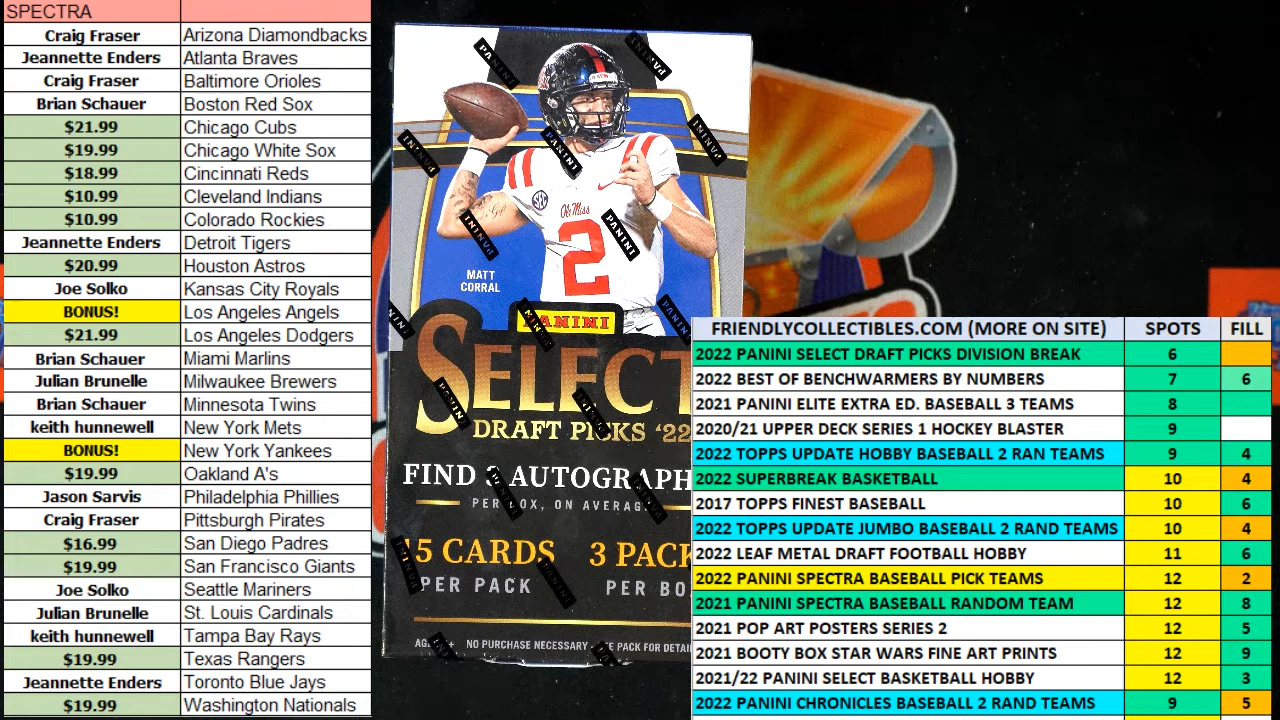 SPECTRA
Craig Fraser Arizona Diamondbacks
Jeannette Enders Atlanta Braves
Craig Fraser Baltimore Orioles
Brian Schauer Boston Red Sox
$21.99 Chicago Cubs
$19.99 Chicago White Sox
$18.99 Cincinnati Reds
$10.99 Cleveland Indians
$10.99 Colorado Rockies
Jeannette Enders Detroit Tigers
$20.99 Houston Astros
Joe Solko Kansas City Royals
BONUS! Los Angeles Angels
$21.99 Los Angeles Dodgers
Brian Schauer Miami Marlins
Julian Brunelle Milwaukee Brewers
Brian Schauer Minnesota Twins
keith hunnewell New York Mets
BONUS! New York Yankees
$19.99 Oakland A's
Jason Sarvis Philadelphia Phillies
Craig Fraser Pittsburgh Pirates
$16.99 San Diego Padres
$19.99 San Francisco Giants
Joe Solko Seattle Mariners
Julian Brunelle St. Louis Cardinals
keith hunnewell Tampa Bay Rays
$19.99 Texas Rangers
Jeannette Enders Toronto Blue Jays
$19.99 Washington Nationals
PANINI
PANINI
PANINI
PANINI
PANINI
PANINI
PANINI
SEC
Ole Miss
2
MATT
CORRAL
PANINI
SELECT
DRAFT PICKS '22
FIND 3 AUTOGRAPH
PER BOX, ON AVERAGE
15 CARDS 3 PACK
PER PACK PER BO
NO PURCHASE NECESSARY
FRIENDLYCOLLECTIBLES.COM (MORE ON SITE) SPOTS FILL
2022 PANINI SELECT DRAFT PICKS DIVISION BREAK 6
2022 BEST OF BENCHWARMERS BY NUMBERS 7 6
2021 PANINI ELITE EXTRA ED. BASEBALL 3 TEAMS 8
2020/21 UPPER DECK SERIES 1 HOCKEY BLASTER 9
2022 TOPPS UPDATE HOBBY BASEBALL 2 RAN TEAMS 9 4
2022 SUPERBREAK BASKETBALL 10 4
2017 TOPPS FINEST BASEBALL 10 6
2022 TOPPS UPDATE JUMBO BASEBALL 2 RAND TEAMS 10 4
2022 LEAF METAL DRAFT FOOTBALL HOBBY 11 6
2022 PANINI SPECTRA BASEBALL PICK TEAMS 12 2
2021 PANINI SPECTRA BASEBALL RANDOM TEAM 12 8
2021 POP ART POSTERS SERIES 2 12 5
2021 BOOTY BOX STAR WARS FINE ART PRINTS 12 9
2021/22 PANINI SELECT BASKETBALL HOBBY 12 3
2022 PANINI CHRONICLES BASEBALL 2 RAND TEAMS 9 5